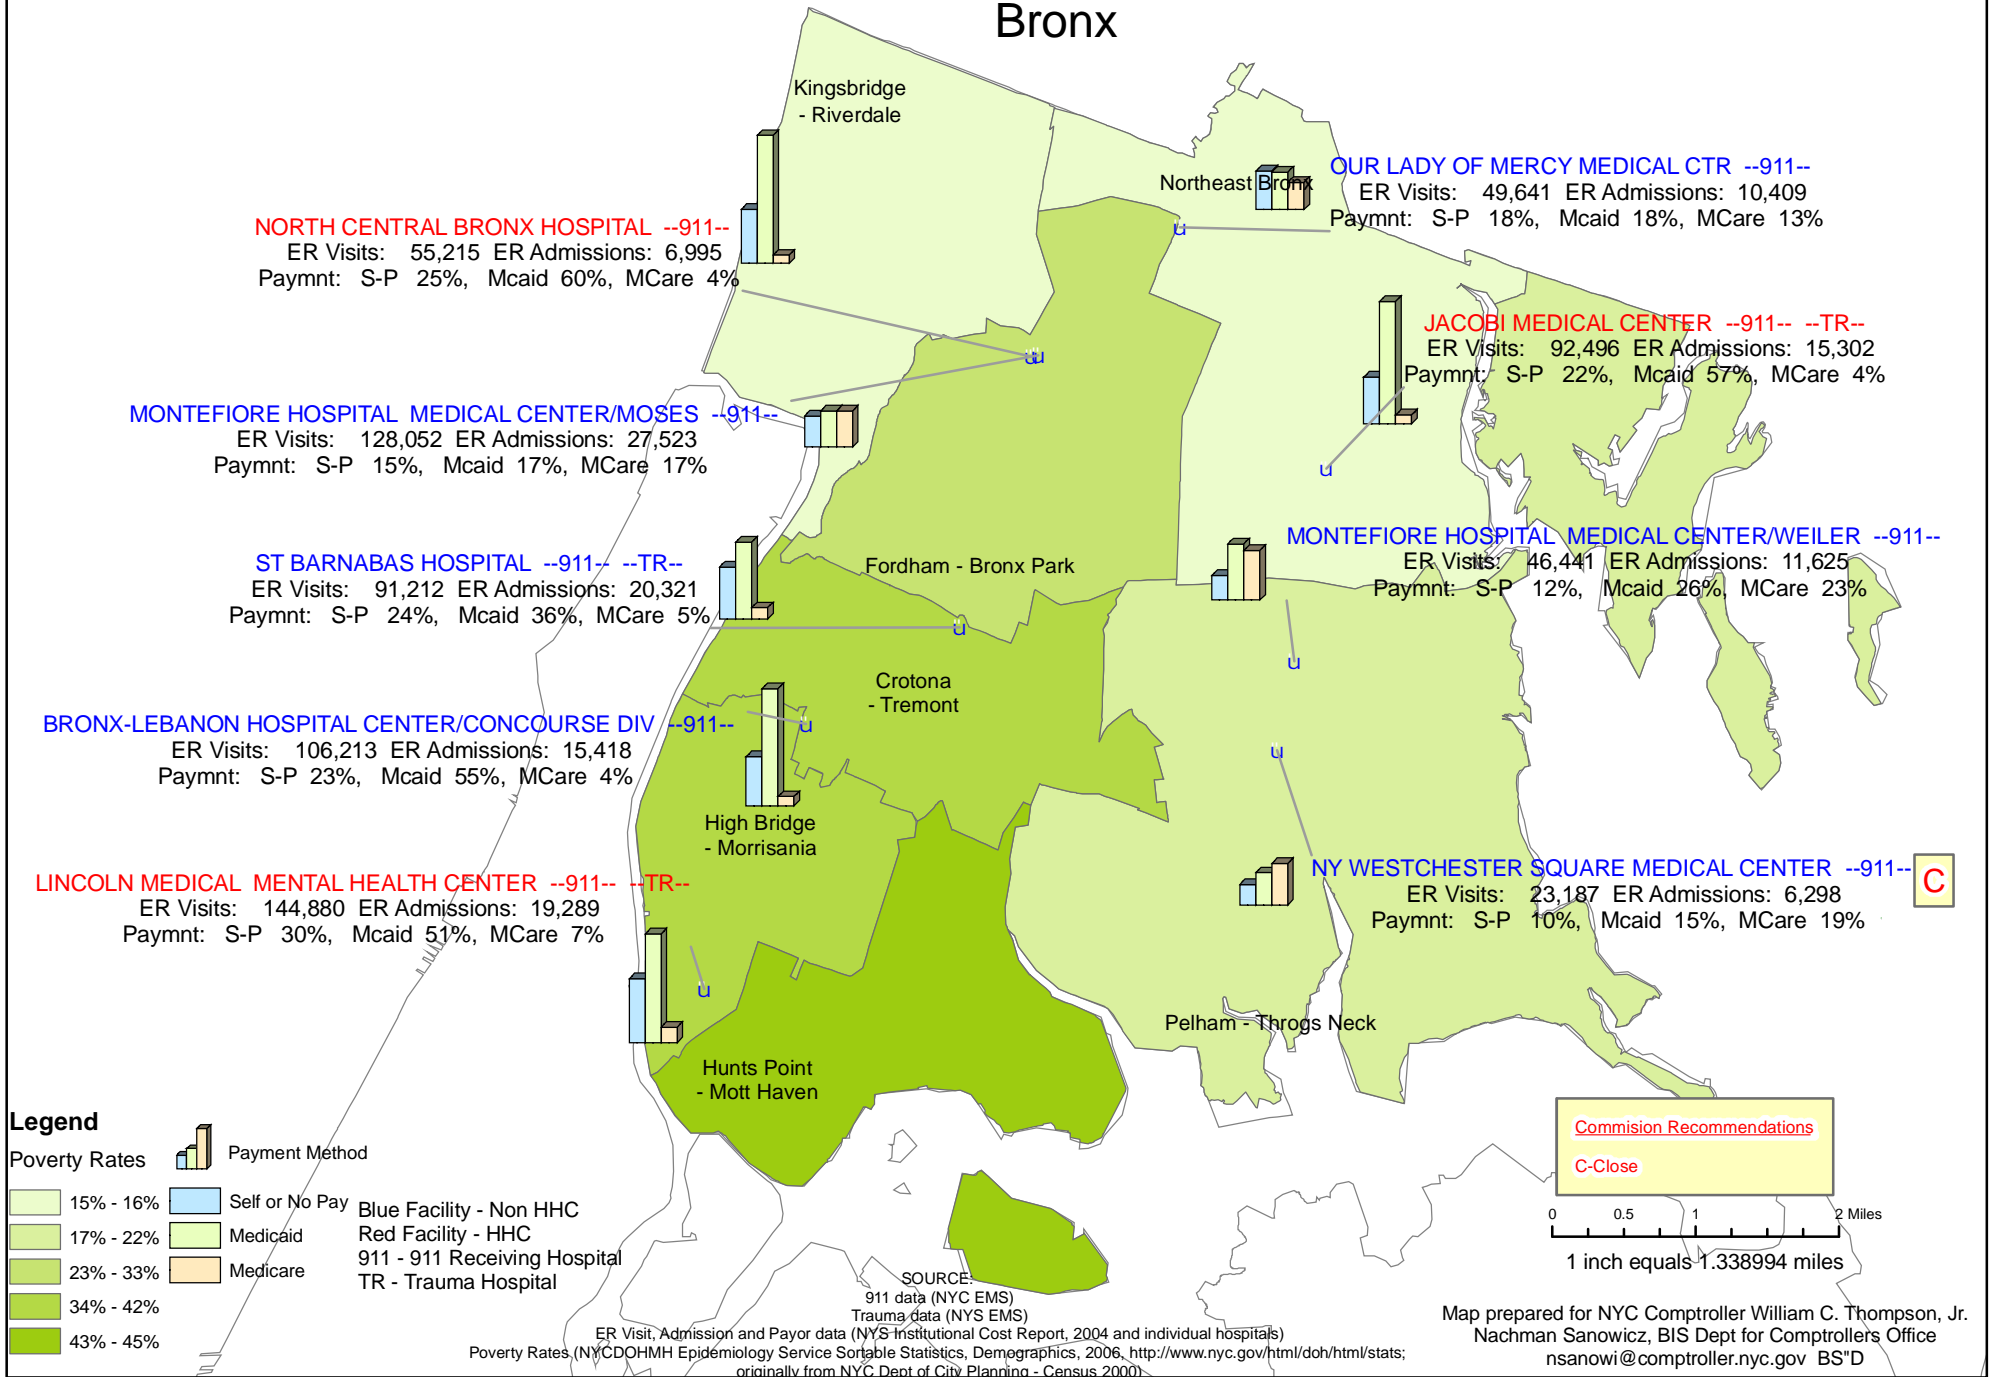 Bronx
Kingsbridge
- Riverdale
Northeast Bronx
OUR LADY OF MERCY MEDICAL CTR --911--
ER Visits: 49,641 ER Admissions: 10,409
Paymnt: S-P 18%, Mcaid 18%, MCare 13%
NORTH CENTRAL BRONX HOSPITAL --911--
ER Visits: 55,215 ER Admissions: 6,995
Paymnt: S-P 25%, Mcaid 60%, MCare 4%
u
uu
JACOBI MEDICAL CENTER --911-- --TR--
ER Visits: 92,496 ER Admissions: 15,302
Paymnt: S-P 22%, Mcaid 57%, MCare 4%
u
MONTEFIORE HOSPITAL MEDICAL CENTER/MOSES --911--
ER Visits: 128,052 ER Admissions: 27,523
Paymnt: S-P 15%, Mcaid 17%, MCare 17%
MONTEFIORE HOSPITAL MEDICAL CENTER/WEILER --911--
ER Visits: 46,441 ER Admissions: 11,625
Paymnt: S-P 12%, Mcaid 26%, MCare 23%
u
ST BARNABAS HOSPITAL --911-- --TR--
ER Visits: 91,212 ER Admissions: 20,321
Paymnt: S-P 24%, Mcaid 36%, MCare 5%
u
Fordham - Bronx Park
Crotona
- Tremont
BRONX-LEBANON HOSPITAL CENTER/CONCOURSE DIV --911--
ER Visits: 106,213 ER Admissions: 15,418
Paymnt: S-P 23%, Mcaid 55%, MCare 4%
u
u
High Bridge
- Morrisania
NY WESTCHESTER SQUARE MEDICAL CENTER --911--
C
ER Visits: 23,187 ER Admissions: 6,298
Paymnt: S-P 10%, Mcaid 15%, MCare 19%
LINCOLN MEDICAL MENTAL HEALTH CENTER --911-- --TR--
ER Visits: 144,880 ER Admissions: 19,289
Paymnt: S-P 30%, Mcaid 51%, MCare 7%
u
Pelham - Throgs Neck
Hunts Point
- Mott Haven
Legend
Poverty Rates
15% - 16%
17% - 22%
23% - 33%
34% - 42%
43% - 45%
Payment Method
Self or No Pay
Medicaid
Medicare
Blue Facility - Non HHC
Red Facility - HHC
911 - 911 Receiving Hospital
TR - Trauma Hospital
Commision Recommendations
C-Close
0 0.5 1 2 Miles
1 inch equals 1.338994 miles
SOURCE:
911 data (NYC EMS)
Trauma data (NYS EMS)
ER Visit, Admission and Payor data (NYS Institutional Cost Report, 2004 and individual hospitals)
Poverty Rates (NYCDOHMH Epidemiology Service Sortable Statistics, Demographics, 2006, http://www.nyc.gov/html/doh/html/stats;
originally from NYC Dept of City Planning - Census 2000)
Map prepared for NYC Comptroller William C. Thompson, Jr.
Nachman Sanowicz, BIS Dept for Comptrollers Office
nsanowi@comptroller.nyc.gov BS"D